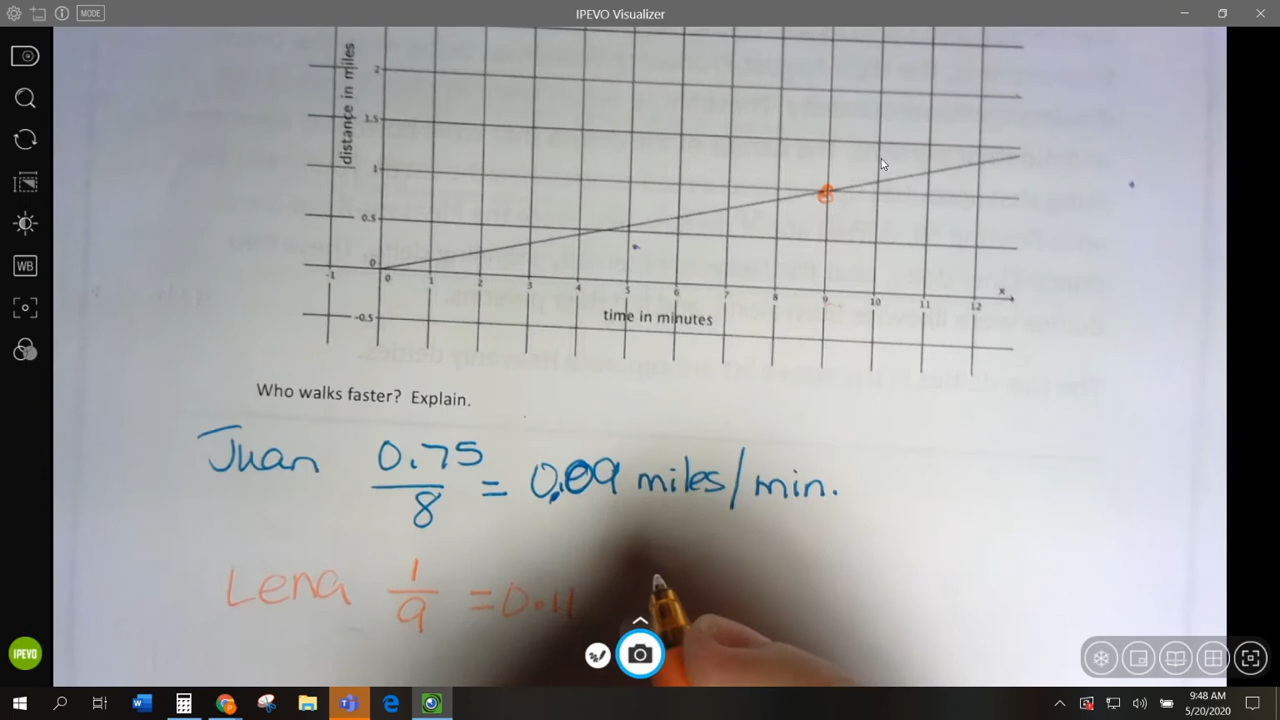 IPEVO Visualizer
MODE
WB
IPEVO
distance in miles
2
1.5
1
0.5
0
-0.5
-1 0 1 2 3 4 5 6 7 8 9 10 11 12
x
time in minutes
Who walks faster? Explain.
Juan 0.75/8 = 0.09 miles/min.
Lena 1/9 = 0.11
9:48 AM
5/20/2020